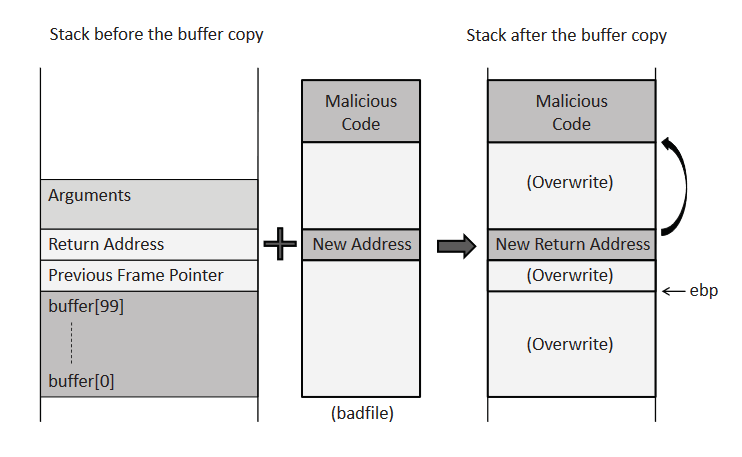 Stack before the buffer copy
Stack after the buffer copy
Arguments
Return Address
Previous Frame Pointer
buffer[99]
buffer[0]
Malicious
Code
New Address
(badfile)
Malicious
Code
(Overwrite)
New Return Address
(Overwrite)
ebp
(Overwrite)